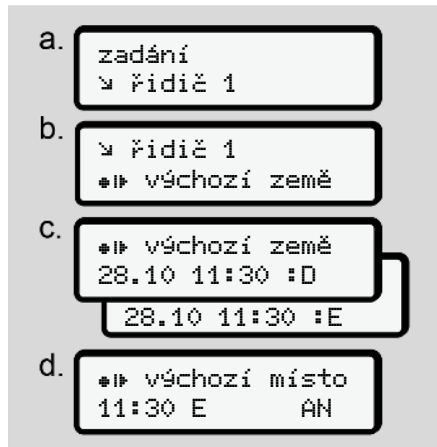 a.
zadání
↘ řidič 1
b.
↘ řidič 1
●I▶ výchozí země
c.
●I▶ výchozí země
28.10 11:30 :D
28.10 11:30 :E
d.
●I▶ výchozí místo
11:30 E AN